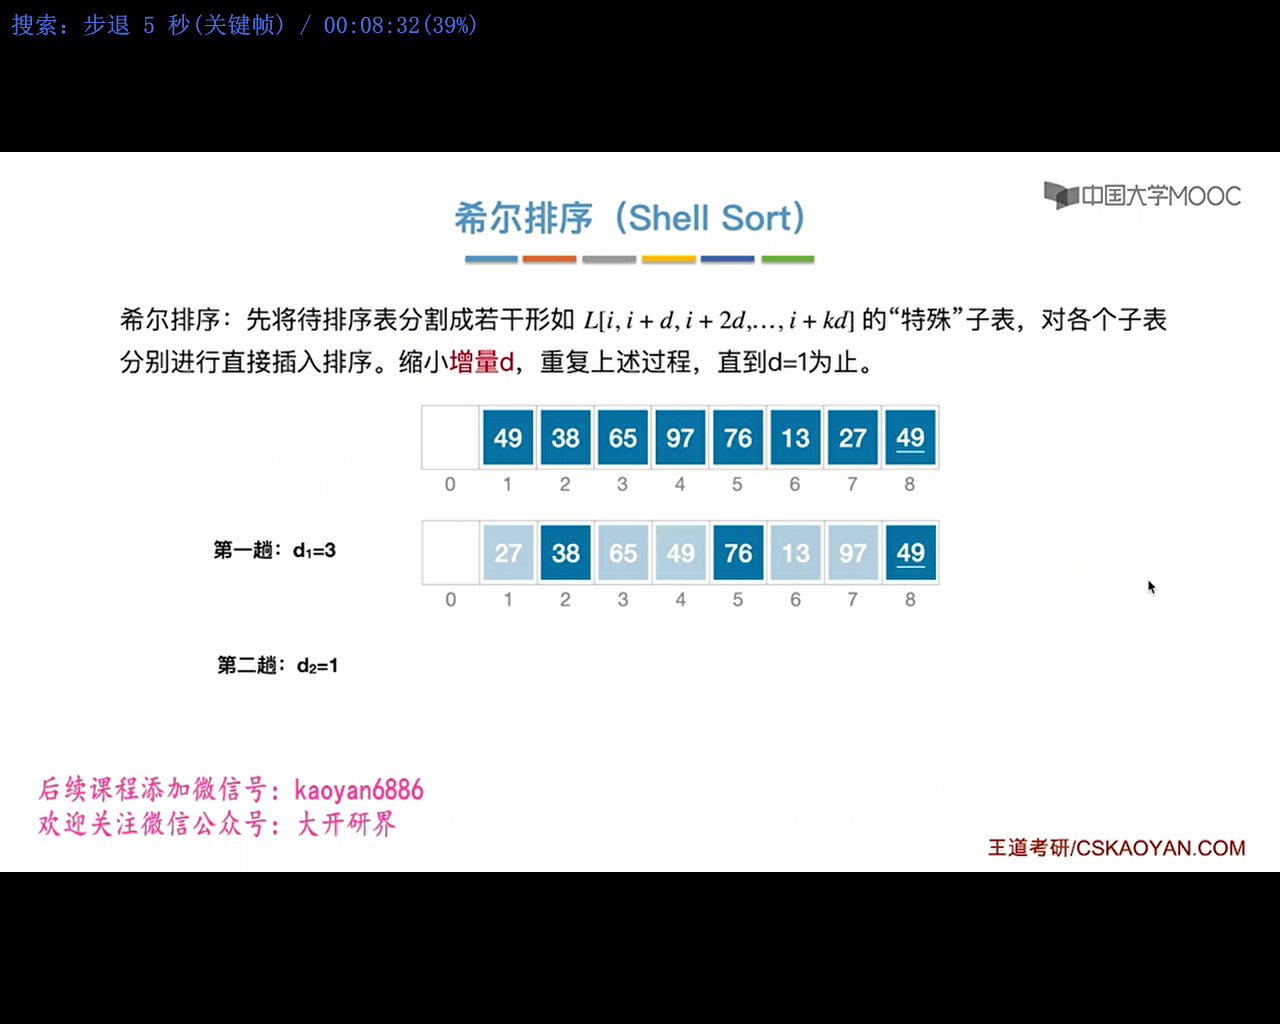 搜索：步退 5 秒(关键帧) / 00:08:32(39%)
中国大学MOOC
希尔排序（Shell Sort）
希尔排序：先将待排序表分割成若干形如 L[i, i + d, i + 2d,…, i + kd] 的“特殊”子表，对各个子表
分别进行直接插入排序。缩小增量d，重复上述过程，直到d=1为止。
49 38 65 97 76 13 27 49
0 1 2 3 4 5 6 7 8
第一趟：d₁=3 27 38 65 49 76 13 97 49
0 1 2 3 4 5 6 7 8
第二趟：d₂=1
后续课程添加微信号：kaoyan6886
欢迎关注微信公众号：大开研界
王道考研/CSKAOYAN.COM